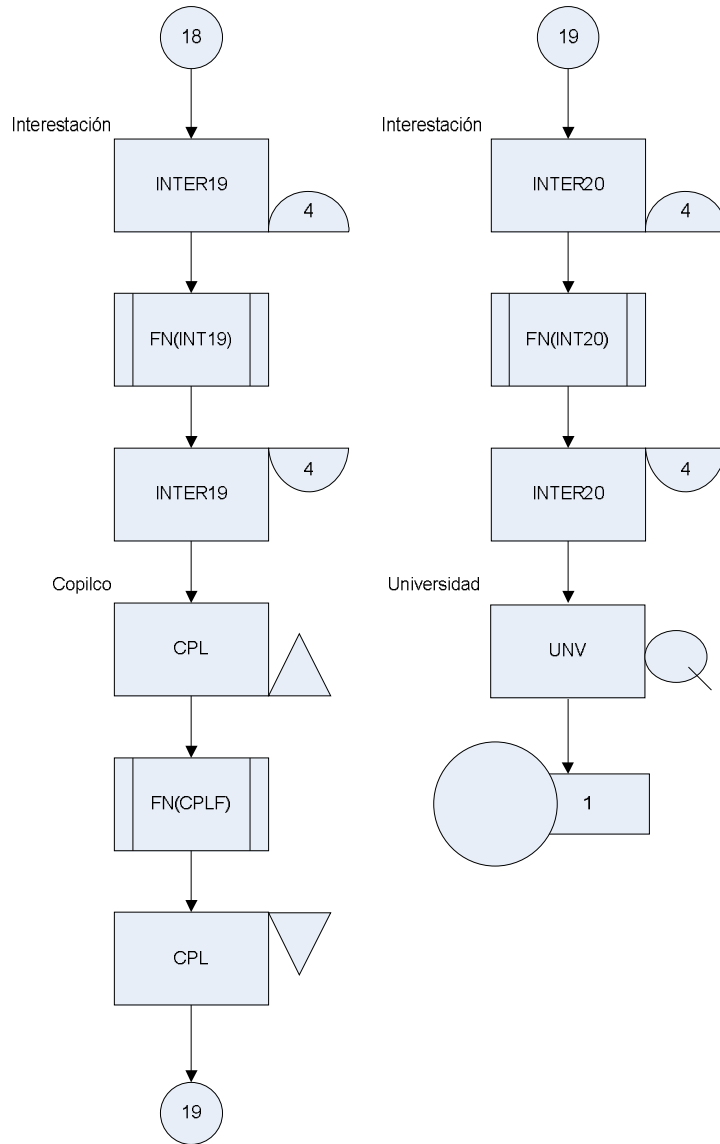 18
Interestación
INTER19
4
FN(INT19)
INTER19
4
Copilco
CPL
FN(CPLF)
CPL
19
19
Interestación
INTER20
4
FN(INT20)
INTER20
4
Universidad
UNV
1